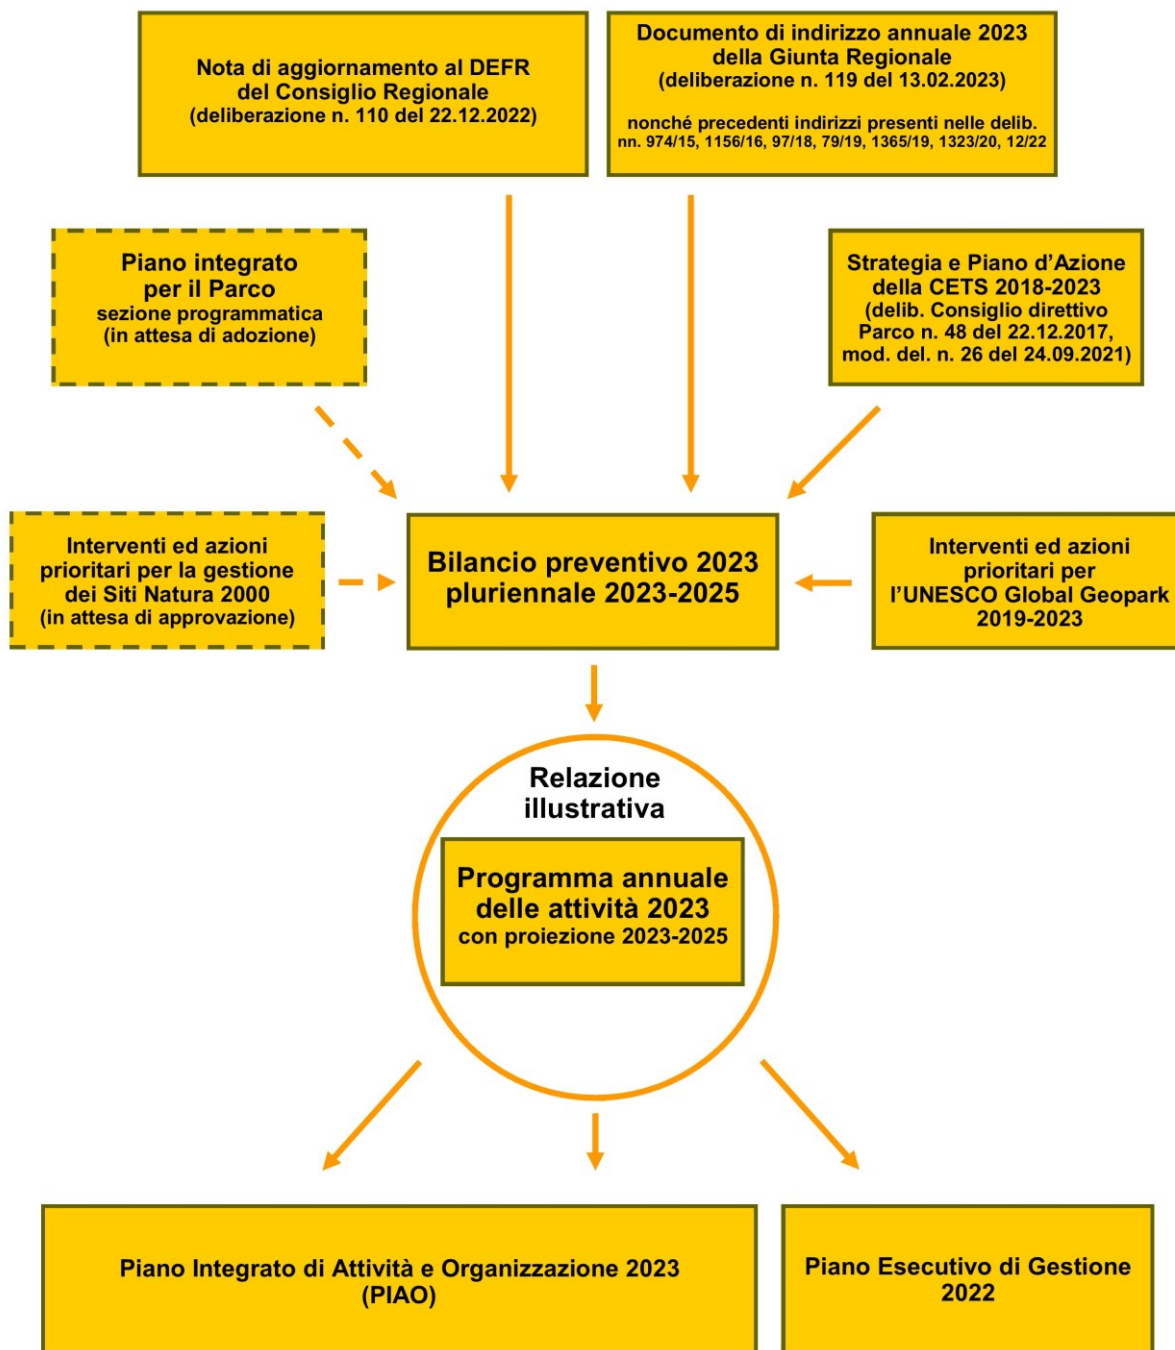 Nota di aggiornamento al DEFR
del Consiglio Regionale
(deliberazione n. 110 del 22.12.2022)
Documento di indirizzo annuale 2023
della Giunta Regionale
(deliberazione n. 119 del 13.02.2023)
nonché precedenti indirizzi presenti nelle delib.
nn. 974/15, 1156/16, 97/18, 79/19, 1365/19, 1323/20, 12/22
Piano integrato
per il Parco
sezione programmatica
(in attesa di adozione)
Strategia e Piano d'Azione
della CETS 2018-2023
(delib. Consiglio direttivo
Parco n. 48 del 22.12.2017,
mod. del. n. 26 del 24.09.2021)
Interventi ed azioni
prioritari per la gestione
dei Siti Natura 2000
(in attesa di approvazione)
Bilancio preventivo 2023
pluriennale 2023-2025
Interventi ed azioni
prioritari per
l'UNESCO Global Geopark
2019-2023
Relazione
illustrativa
Programma annuale
delle attività 2023
con proiezione 2023-2025
Piano Integrato di Attività e Organizzazione 2023
(PIAO)
Piano Esecutivo di Gestione
2022